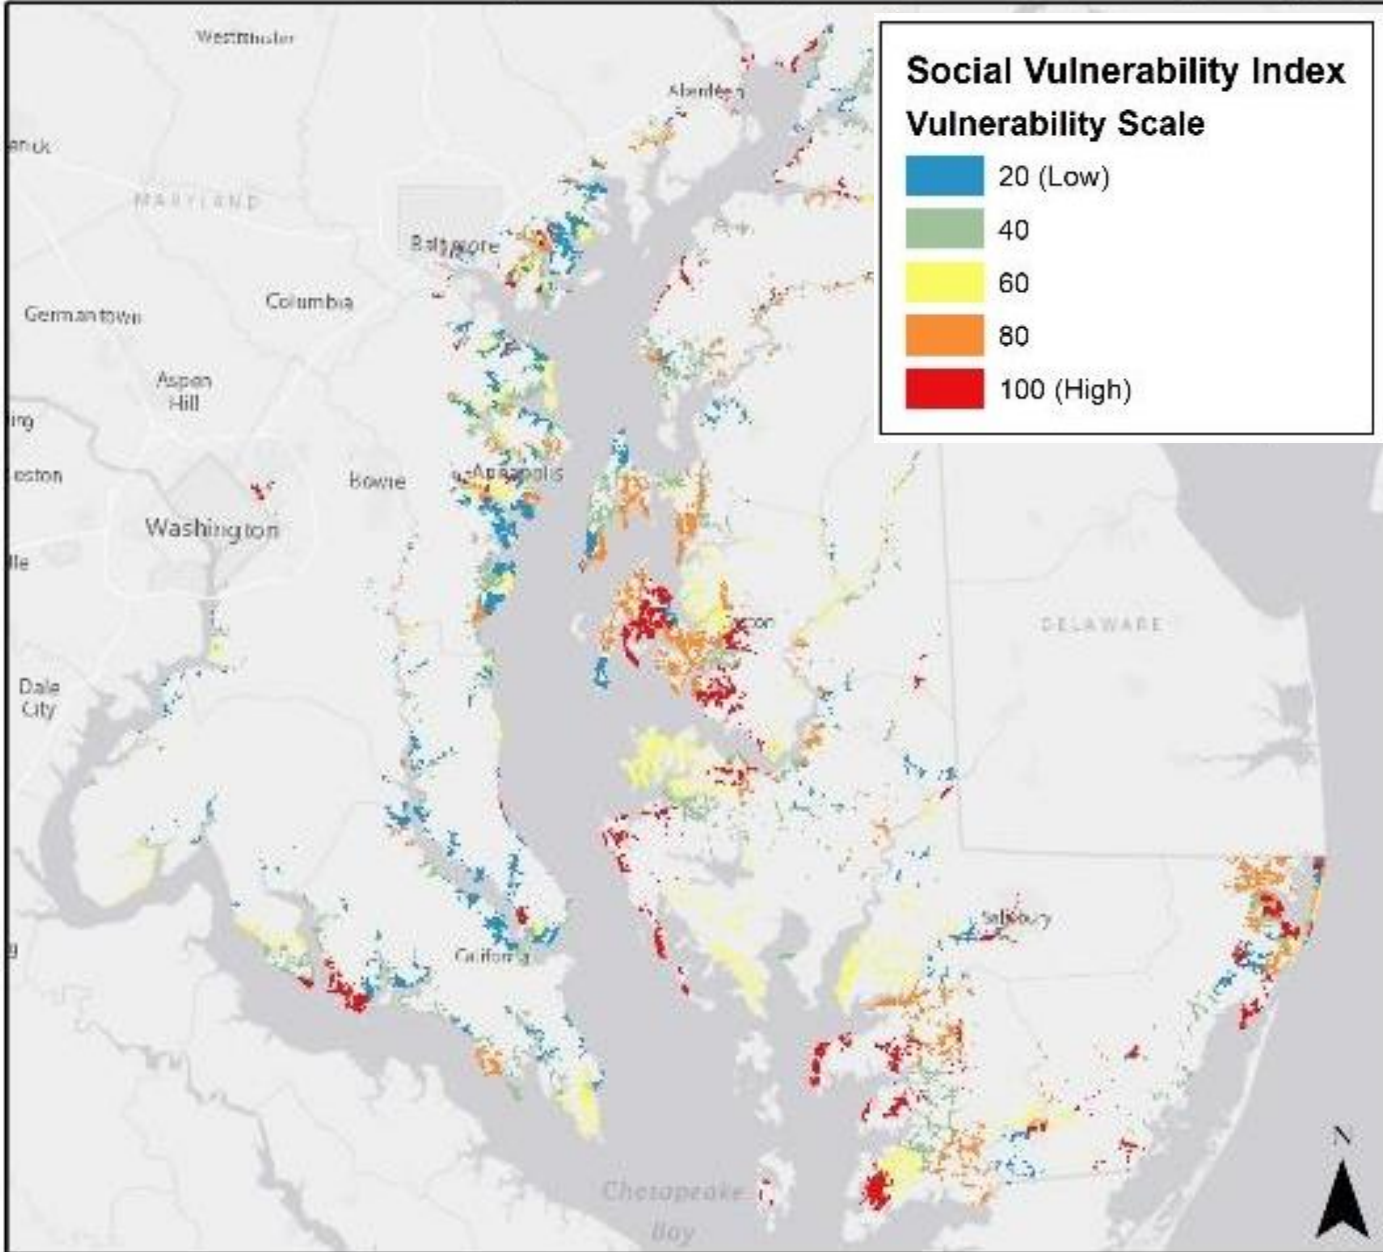 Westminster
Aberdeen
MARYLAND
Baltimore
Columbia
Germantown
Aspen
Hill
Bowie
Annapolis
Washington
Dale
City
California
Salisbury
DELAWARE
Chesapeake
Bay
Social Vulnerability Index
Vulnerability Scale
20 (Low)
40
60
80
100 (High)
N